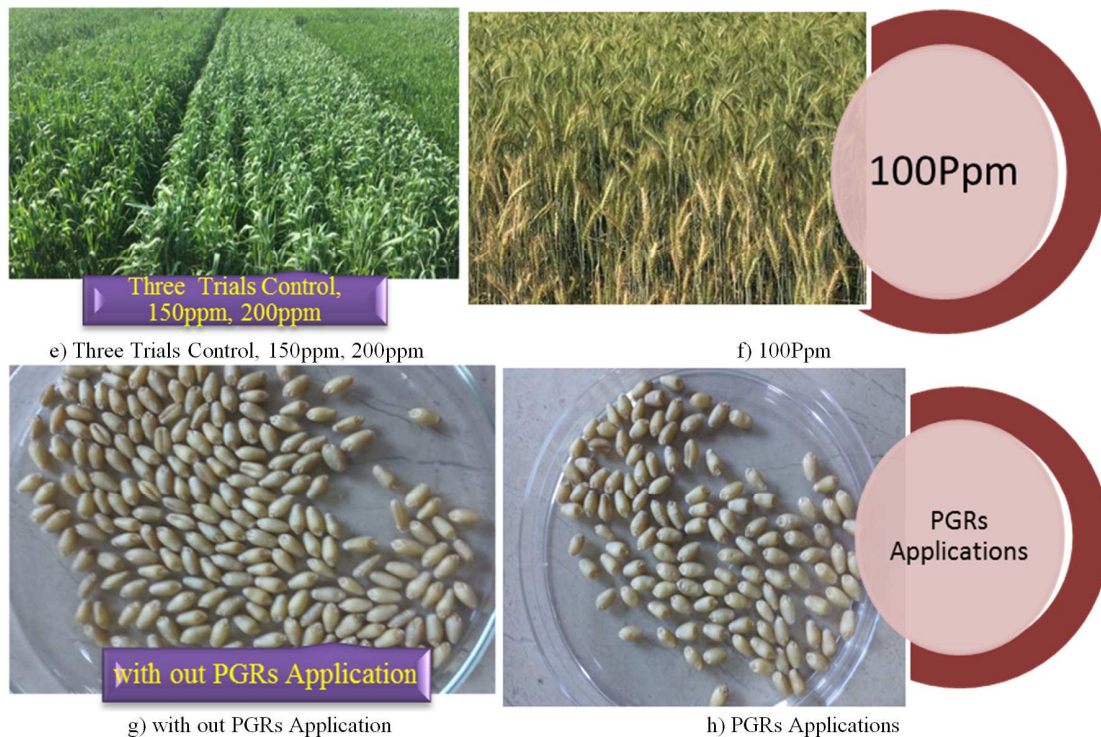 Three Trials Control,
150ppm, 200ppm
100Ppm
e) Three Trials Control, 150ppm, 200ppm
f) 100Ppm
with out PGRs Application
PGRs
Applications
g) with out PGRs Application
h) PGRs Applications